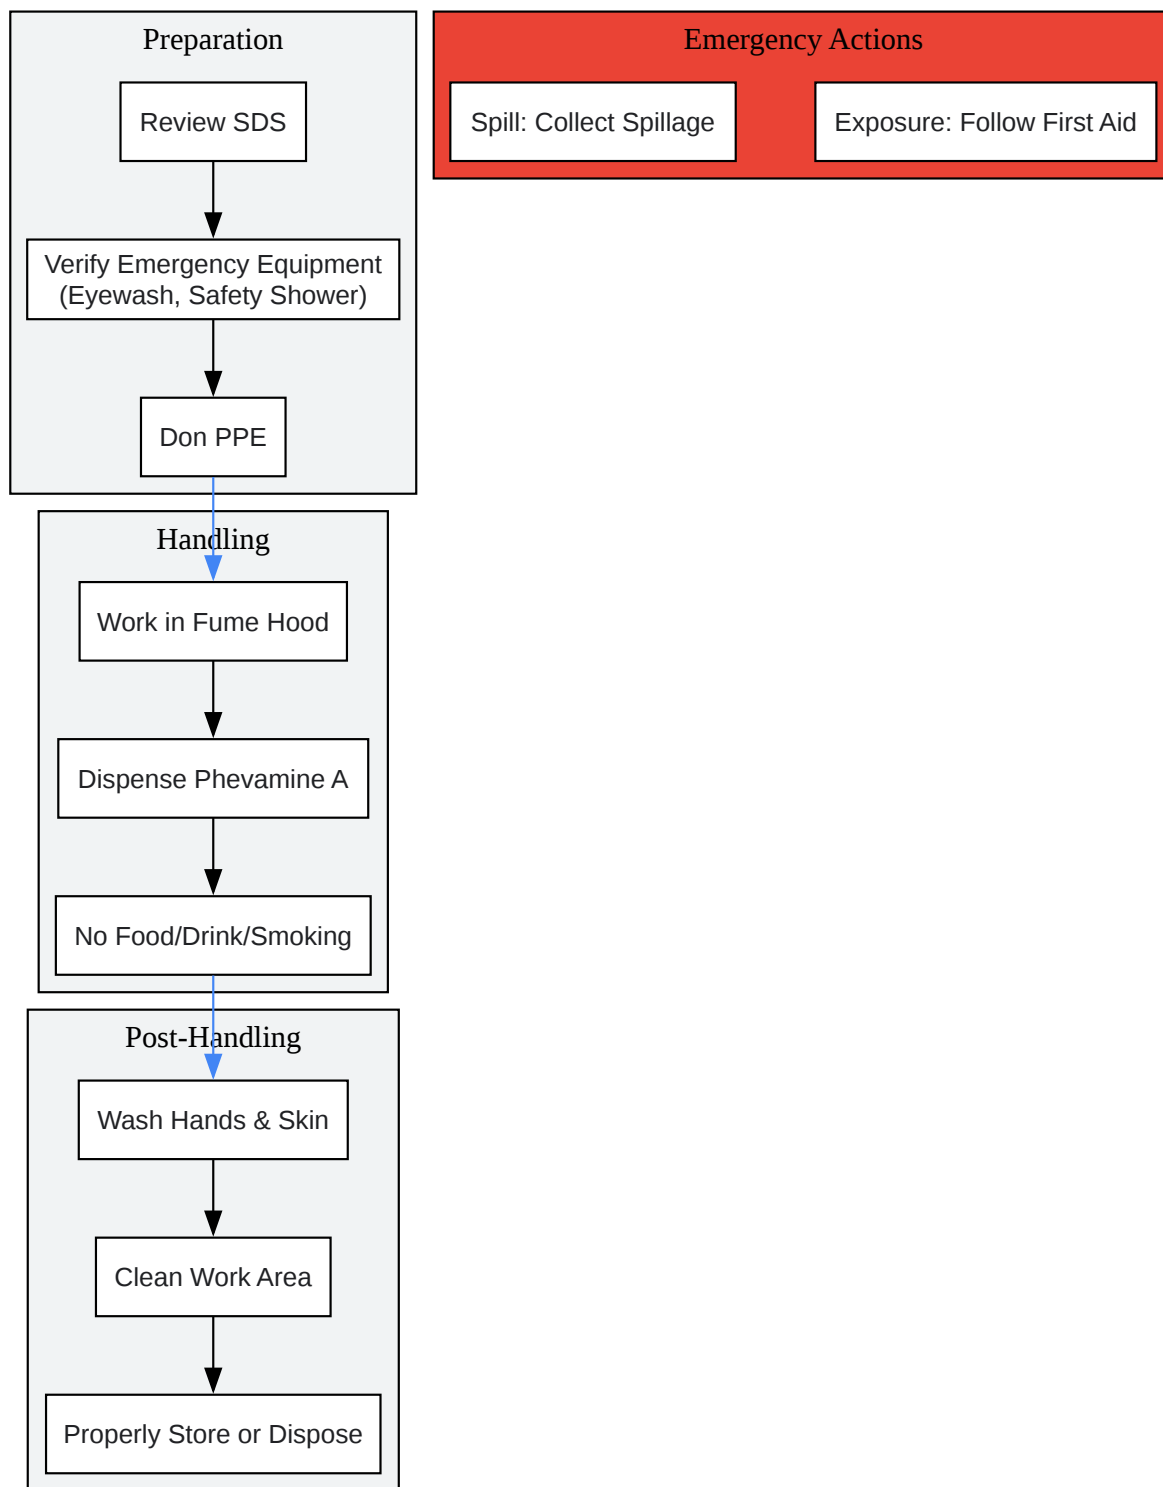 Preparation
Review SDS
Verify Emergency Equipment
(Eyewash, Safety Shower)
Don PPE
Handling
Work in Fume Hood
Dispense Phevamine A
No Food/Drink/Smoking
Post-Handling
Wash Hands & Skin
Clean Work Area
Properly Store or Dispose
Emergency Actions
Spill: Collect Spillage
Exposure: Follow First Aid